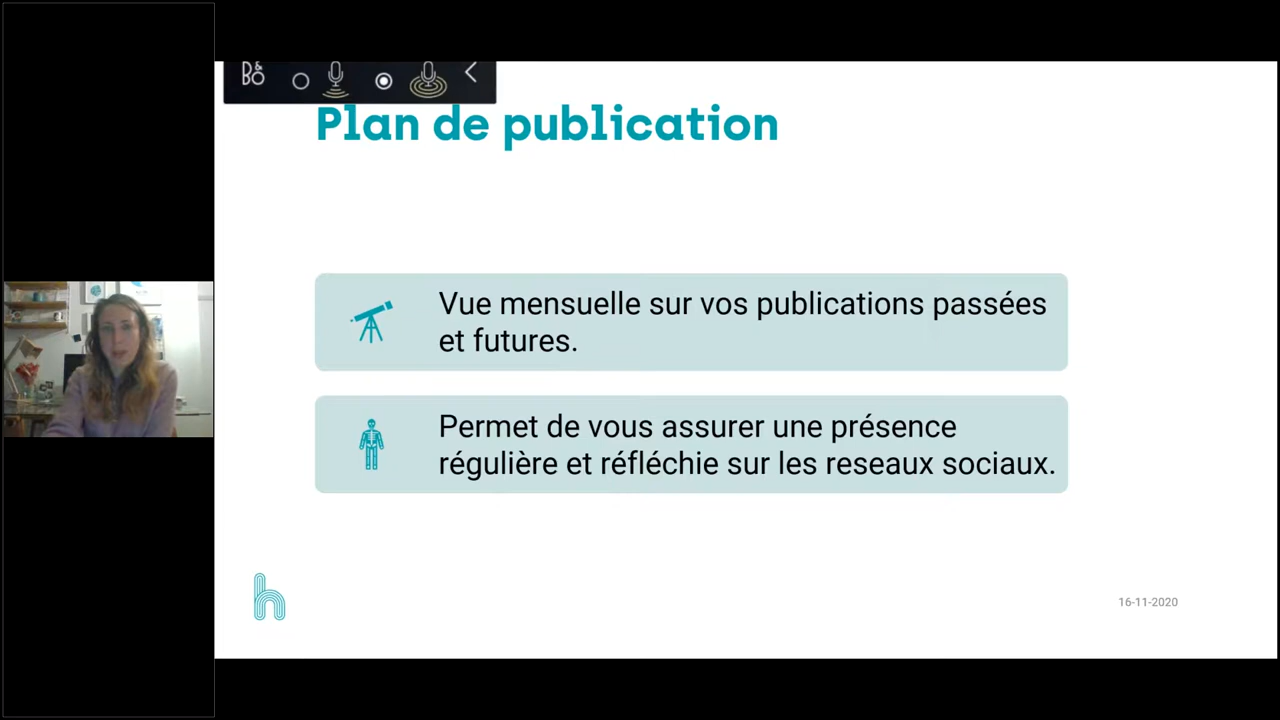 Plan de publication
Vue mensuelle sur vos publications passées
et futures.
Permet de vous assurer une présence
régulière et réfléchie sur les reseaux sociaux.
h
16-11-2020